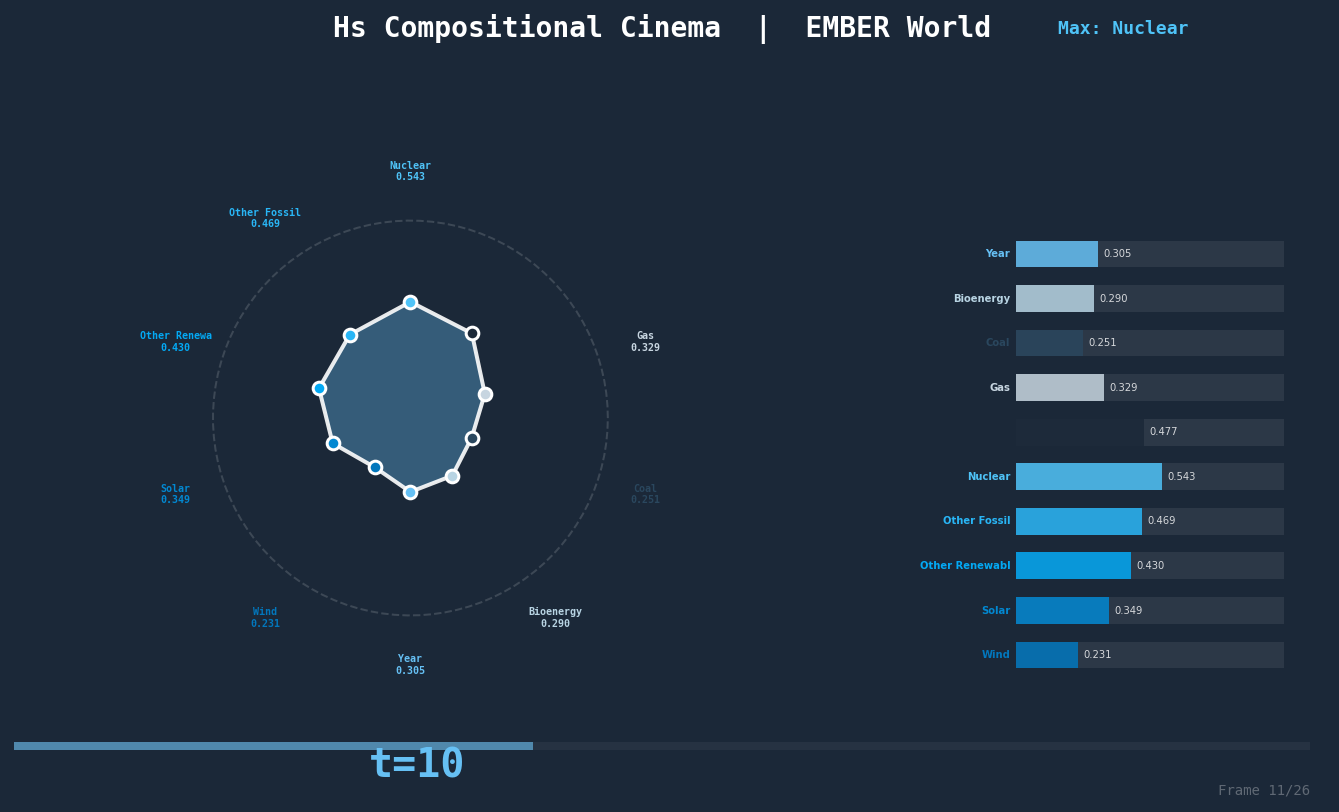 Hs Compositional Cinema | EMBER World
Max: Nuclear
Nuclear
0.543
Other Fossil
0.469
Other Renewa
0.430
Gas
0.329
Solar
0.349
Coal
0.251
Wind
0.231
Bioenergy
0.290
Year
0.305
Year 0.305
Bioenergy 0.290
Coal 0.251
Gas 0.329
0.477
Nuclear 0.543
Other Fossil 0.469
Other Renewabl 0.430
Solar 0.349
Wind 0.231
t=10
Frame 11/26